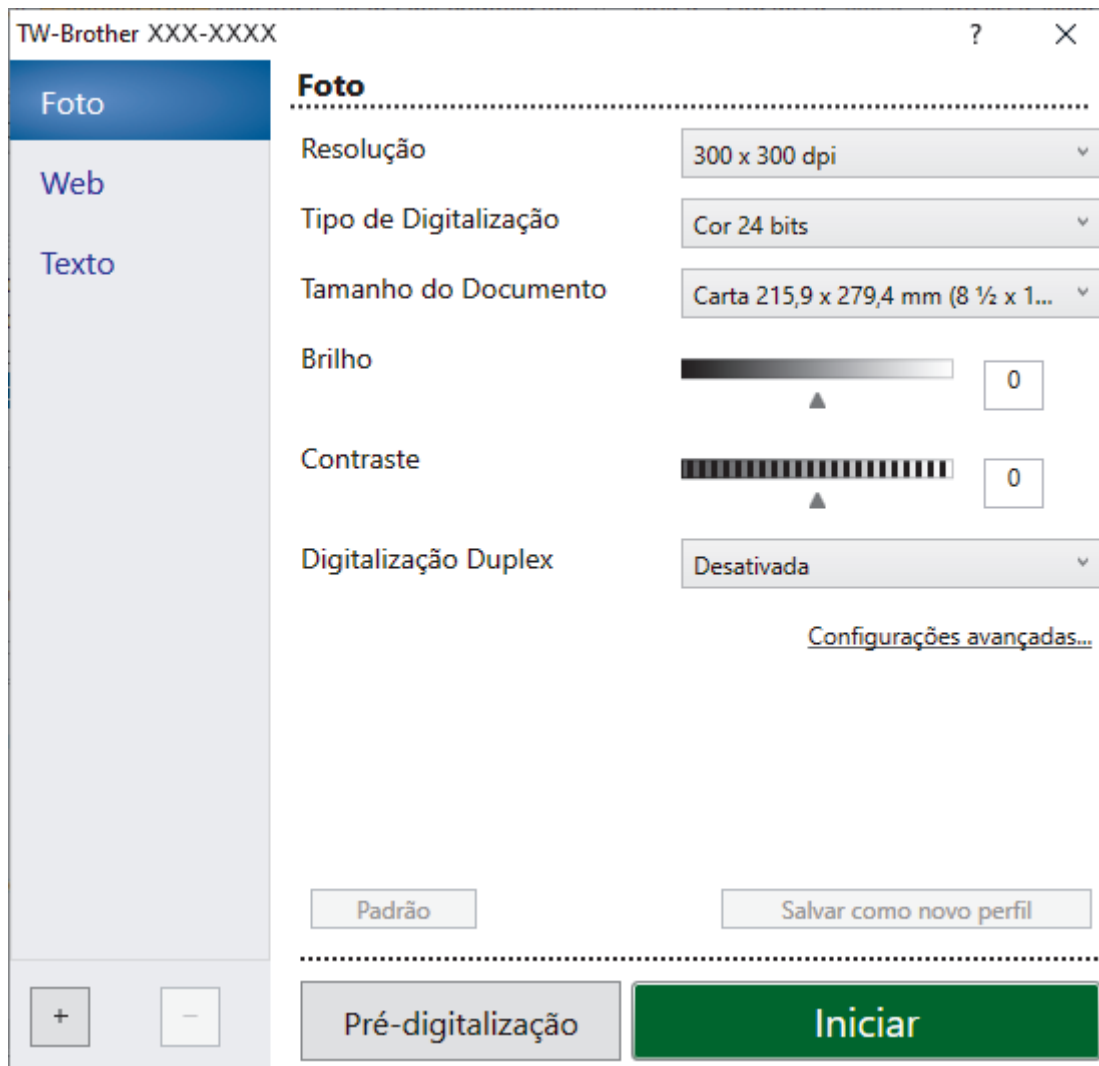 TW-Brother XXX-XXXX
?
Foto
Web
Texto
Foto
Resolução
300 x 300 dpi
Tipo de Digitalização
Cor 24 bits
Tamanho do Documento
Carta 215,9 x 279,4 mm (8 ½ x 1...
Brilho
0
Contraste
0
Digitalização Duplex
Desativada
Configurações avançadas...
Padrão
Salvar como novo perfil
+
−
Pré-digitalização
Iniciar